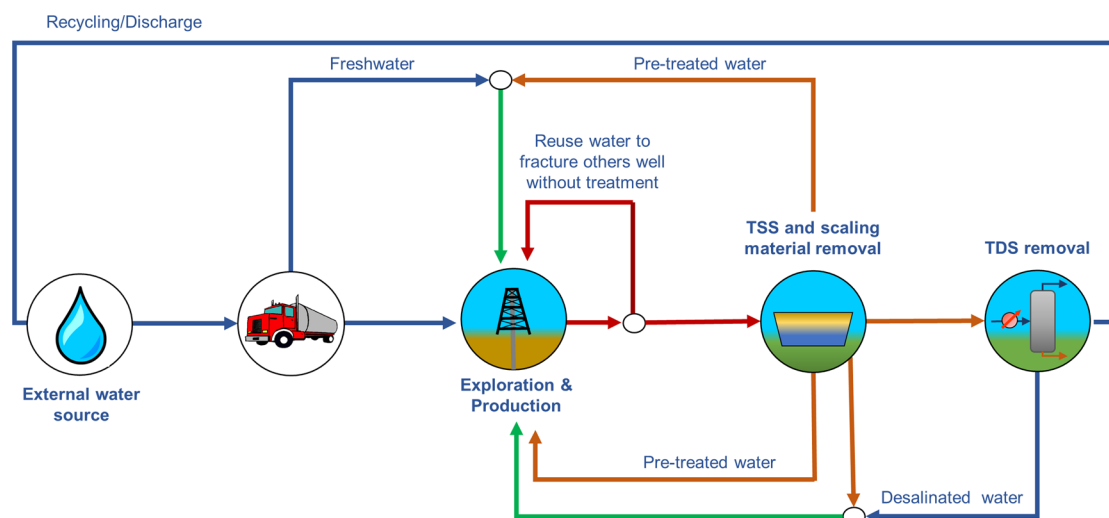 Recycling/Discharge
Freshwater
Pre-treated water
Reuse water to
fracture others well
without treatment
TSS and scaling
material removal
TDS removal
External water
source
Exploration &
Production
Pre-treated water
Desalinated water